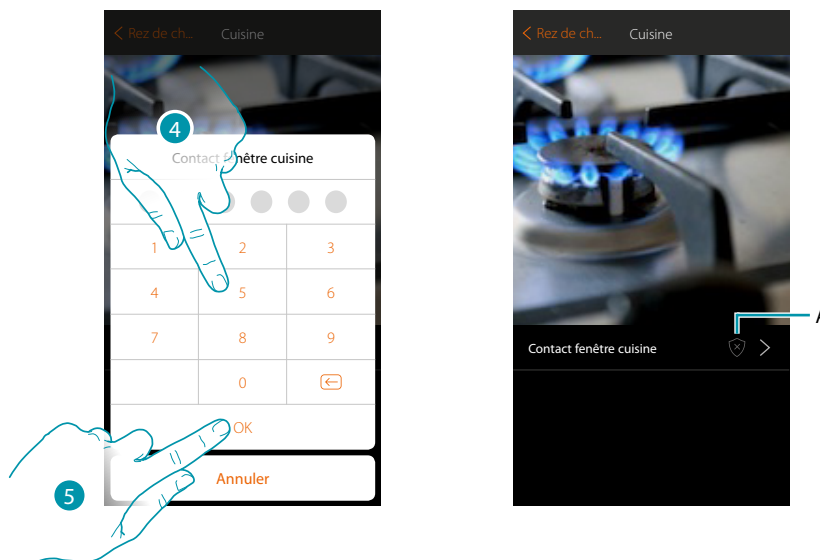 Rez de ch... Cuisine
4
Contact fenêtre cuisine
1 2 3
4 5 6
7 8 9
0
OK
Annuler
5
Rez de ch... Cuisine
Contact fenêtre cuisine
A